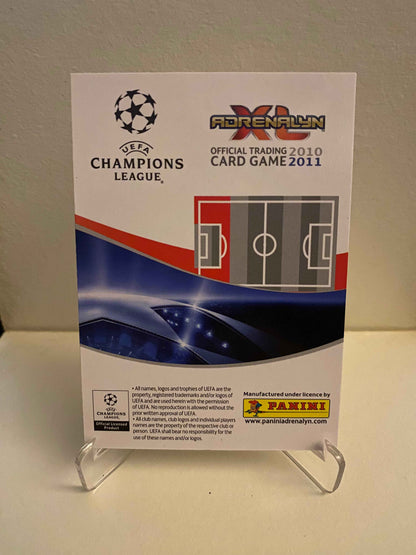 UEFA
CHAMPIONS
LEAGUE®
ADRENALYN
XL
OFFICIAL TRADING 2010
CARD GAME 2011
• All names, logos and trophies of UEFA are the
property, registered trademarks and/or logos of
UEFA and are used herein with the permission
of UEFA. No reproduction is allowed without the
prior written approval of UEFA.
• All club names, club logos and individual players
names are the property of the respective club or
person. UEFA shall bear no responsibility for the
use of these names and/or logos.
UEFA
CHAMPIONS
LEAGUE
Official Licensed
Product
Manufactured under licence by
PANINI
www.paniniadrenalyn.com